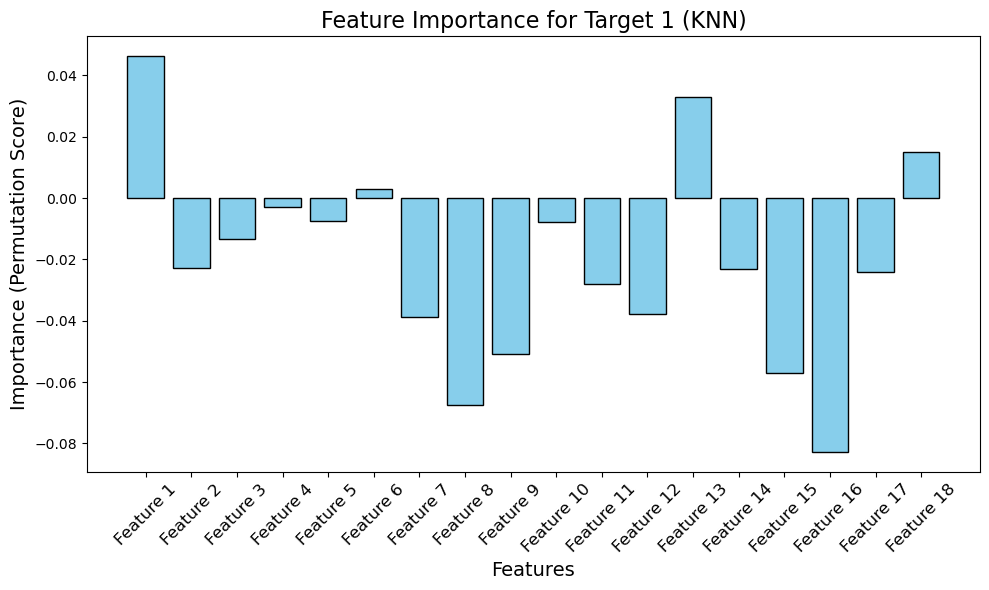 Feature Importance for Target 1 (KNN)
Importance (Permutation Score)
0.04
0.02
0.00
−0.02
−0.04
−0.06
−0.08
Feature 1
Feature 2
Feature 3
Feature 4
Feature 5
Feature 6
Feature 7
Feature 8
Feature 9
Feature 10
Feature 11
Feature 12
Feature 13
Feature 14
Feature 15
Feature 16
Feature 17
Feature 18
Features